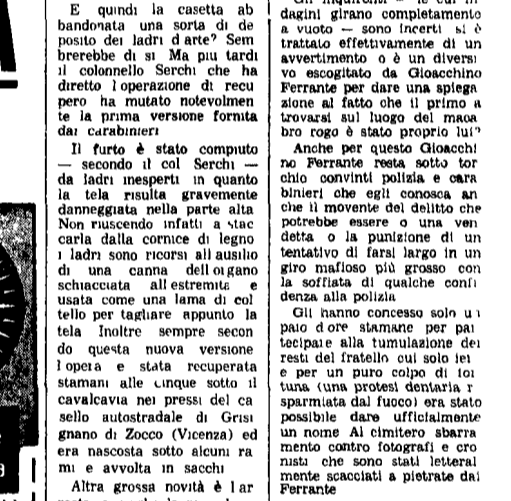 E quindi la casetta ab
bandonata una sorta di de
posito dei ladri d arte? Sem
brerebbe di si Ma piu tardi
il colonnello Serchi che ha
diretto l operazione di recu
pero ha mutato notevolmen
te la prima versione fornita
dai carabinieri
Il furto è stato compiuto
— secondo il col Serchi —
da ladri inesperti in quanto
la tela risulta gravemente
danneggiata nella parte alta
Non riuscendo infatti a stac
carla dalla cornice di legno
i ladri sono ricorsi all ausilio
di una canna dell organo
schiacciata all estremita e
usata come una lama di col
tello per tagliare appunto la
tela Inoltre sempre secon
do questa nuova versione
l opera e stata recuperata
stamani alle cinque sotto il
cavalcavia nei pressi del ca
sello autostradale di Grisi
gnano di Zocco (Vicenza) ed
era nascosta sotto alcuni ra
mi e avvolta in sacchi
Altra grossa novità è l ar
dagini girano completamente
a vuoto — sono incerti si è
trattato effettivamente di un
avvertimento o è un diversi
vo escogitato da Gioacchino
Ferrante per dare una spiega
zione al fatto che il primo a
trovarsi sul luogo del maca
bro rogo è stato proprio lui?
Anche per questo Gioacchi
no Ferrante resta sotto tor
chio convinti polizia e cara
binieri che egli conosca an
che il movente del delitto che
potrebbe essere o una ven
detta o la punizione di un
tentativo di farsi largo in un
giro mafioso più grosso con
la soffiata di qualche confi
denza alla polizia
Gli hanno concesso solo un
paio d ore stamane per par
tecipare alla tumulazione dei
resti del fratello cui solo ier
e per un puro colpo di for
tuna (una protesi dentaria r
sparmiata dal fuoco) era stato
possibile dare ufficialmente
un nome Al cimitero sbarra
mento contro fotografi e cro
nisti che sono stati letteral
mente scacciati a pietrate dai
Ferrante